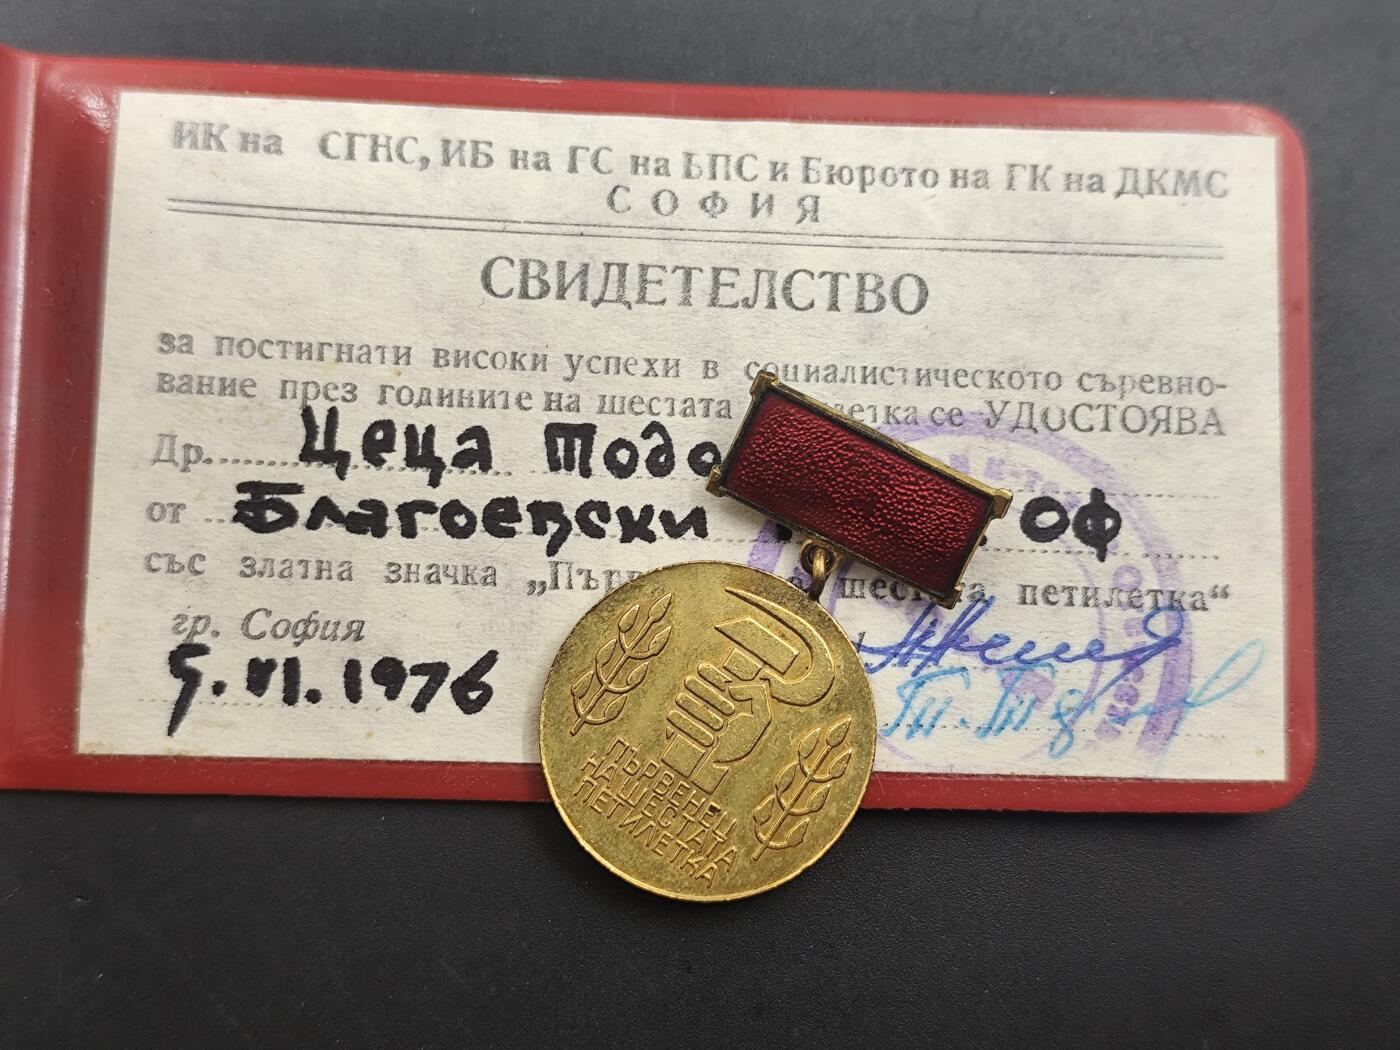 ИК на СГНС, ИБ на ГС на БПС и Бюрото на ГК на ДКМС
СОФИЯ
СВИДЕТЕЛСТВО
за постигнати високи успехи в социалистическото съревно-
вание през годините на шестата се УДОСТОЯВА
Др. Цеца
от Благоевски ОФ
със златна значка шестата петилетка“
гр. София
9.VI.1976
ПЪРВЕНЕЦ
НА ШЕСТАТА
ПЕТИЛЕТКА